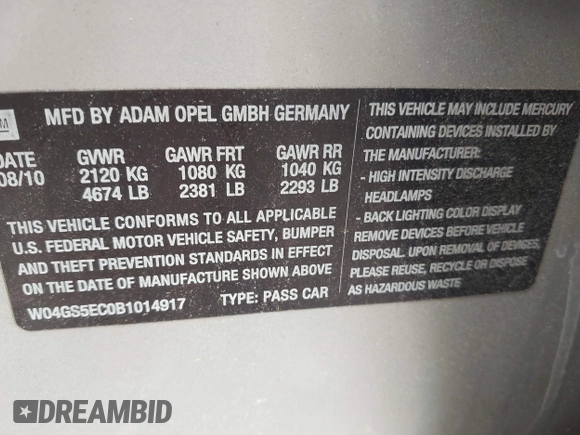 GM
MFD BY ADAM OPEL GMBH GERMANY
DATE GVWR GAWR FRT GAWR RR
08/10 2120 KG 1080 KG 1040 KG
4674 LB 2381 LB 2293 LB
THIS VEHICLE CONFORMS TO ALL APPLICABLE
U.S. FEDERAL MOTOR VEHICLE SAFETY, BUMPER
AND THEFT PREVENTION STANDARDS IN EFFECT
ON THE DATE OF MANUFACTURE SHOWN ABOVE
W04GS5EC0B1014917 TYPE: PASS CAR
THIS VEHICLE MAY INCLUDE MERCURY
CONTAINING DEVICES INSTALLED BY
THE MANUFACTURER:
- HIGH INTENSITY DISCHARGE
HEADLAMPS
- BACK LIGHTING COLOR DISPLAY
REMOVE DEVICES BEFORE VEHICLE
DISPOSAL. UPON REMOVAL OF DEVICES,
PLEASE REUSE, RECYCLE OR DISPOSE
AS HAZARDOUS WASTE
DREAMBID